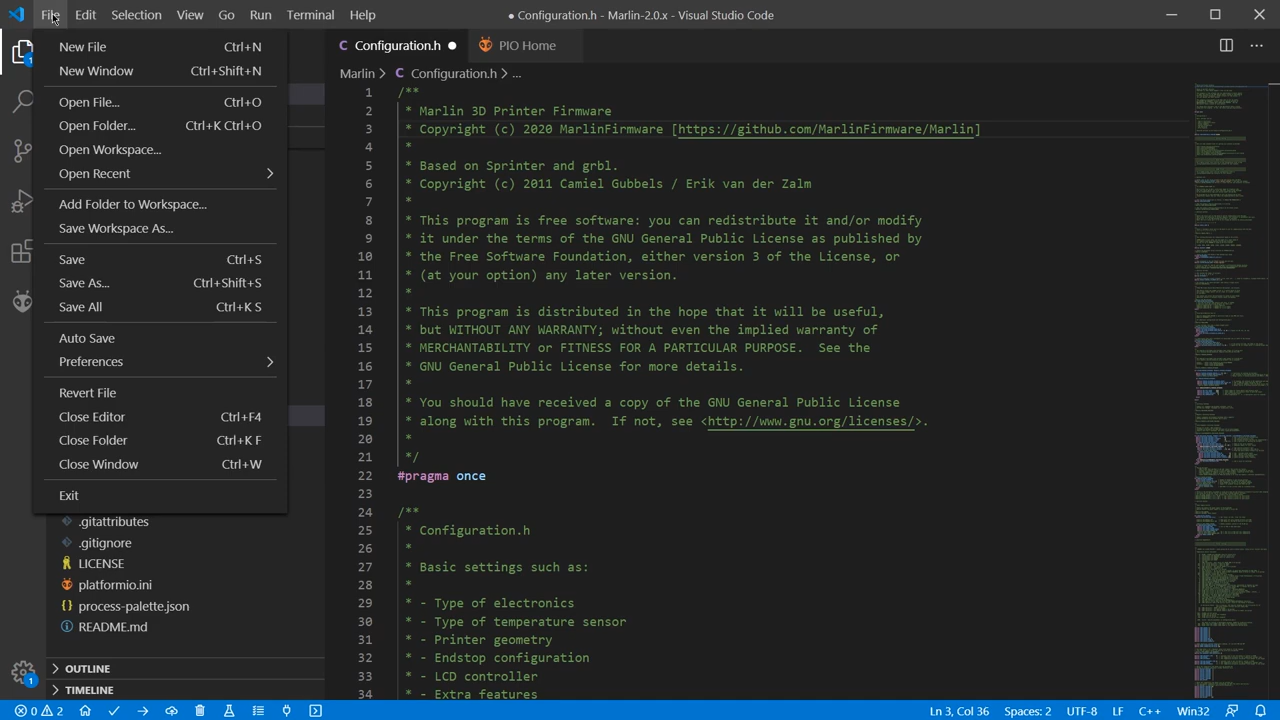 File Edit Selection View Go Run Terminal Help
● Configuration.h - Marlin-2.0.x - Visual Studio Code
New File Ctrl+N
New Window Ctrl+Shift+N
Open File... Ctrl+O
Open Folder... Ctrl+K Ctrl+O
Open Workspace...
Open Recent
Add Folder to Workspace...
Save Workspace As...
Save Ctrl+S
Save As... Ctrl+Shift+S
Save All Ctrl+K S
Auto Save
Preferences
Revert File
Close Editor Ctrl+F4
Close Folder Ctrl+K F
Close Window Ctrl+W
Exit
.gitattributes
.gitignore
LICENSE
platformio.ini
process-palette.json
README.md
OUTLINE
TIMELINE
1
1
Configuration.h ● PIO Home
Marlin > Configuration.h > ...
1 /**
2 * Marlin 3D Printer Firmware
3 * Copyright (c) 2020 MarlinFirmware [https://github.com/MarlinFirmware/Marlin]
4 *
5 * Based on Sprinter and grbl.
6 * Copyright (c) 2011 Camiel Gubbels / Erik van der Zalm
7 *
8 * This program is free software: you can redistribute it and/or modify
9 * it under the terms of the GNU General Public License as published by
10 * the Free Software Foundation, either version 3 of the License, or
11 * (at your option) any later version.
12 *
13 * This program is distributed in the hope that it will be useful,
14 * but WITHOUT ANY WARRANTY; without even the implied warranty of
15 * MERCHANTABILITY or FITNESS FOR A PARTICULAR PURPOSE.  See the
16 * GNU General Public License for more details.
17 *
18 * You should have received a copy of the GNU General Public License
19 * along with this program.  If not, see <http://www.gnu.org/licenses/>.
20 *
21 */
22 #pragma once
23
24 /**
25 * Configuration.h
26 *
27 * Basic settings such as:
28 *
29 * - Type of electronics
30 * - Type of temperature sensor
31 * - Printer geometry
32 * - Endstop configuration
33 * - LCD controller
34 * - Extra features
0 2
Ln 3, Col 36 Spaces: 2 UTF-8 LF C++ Win32